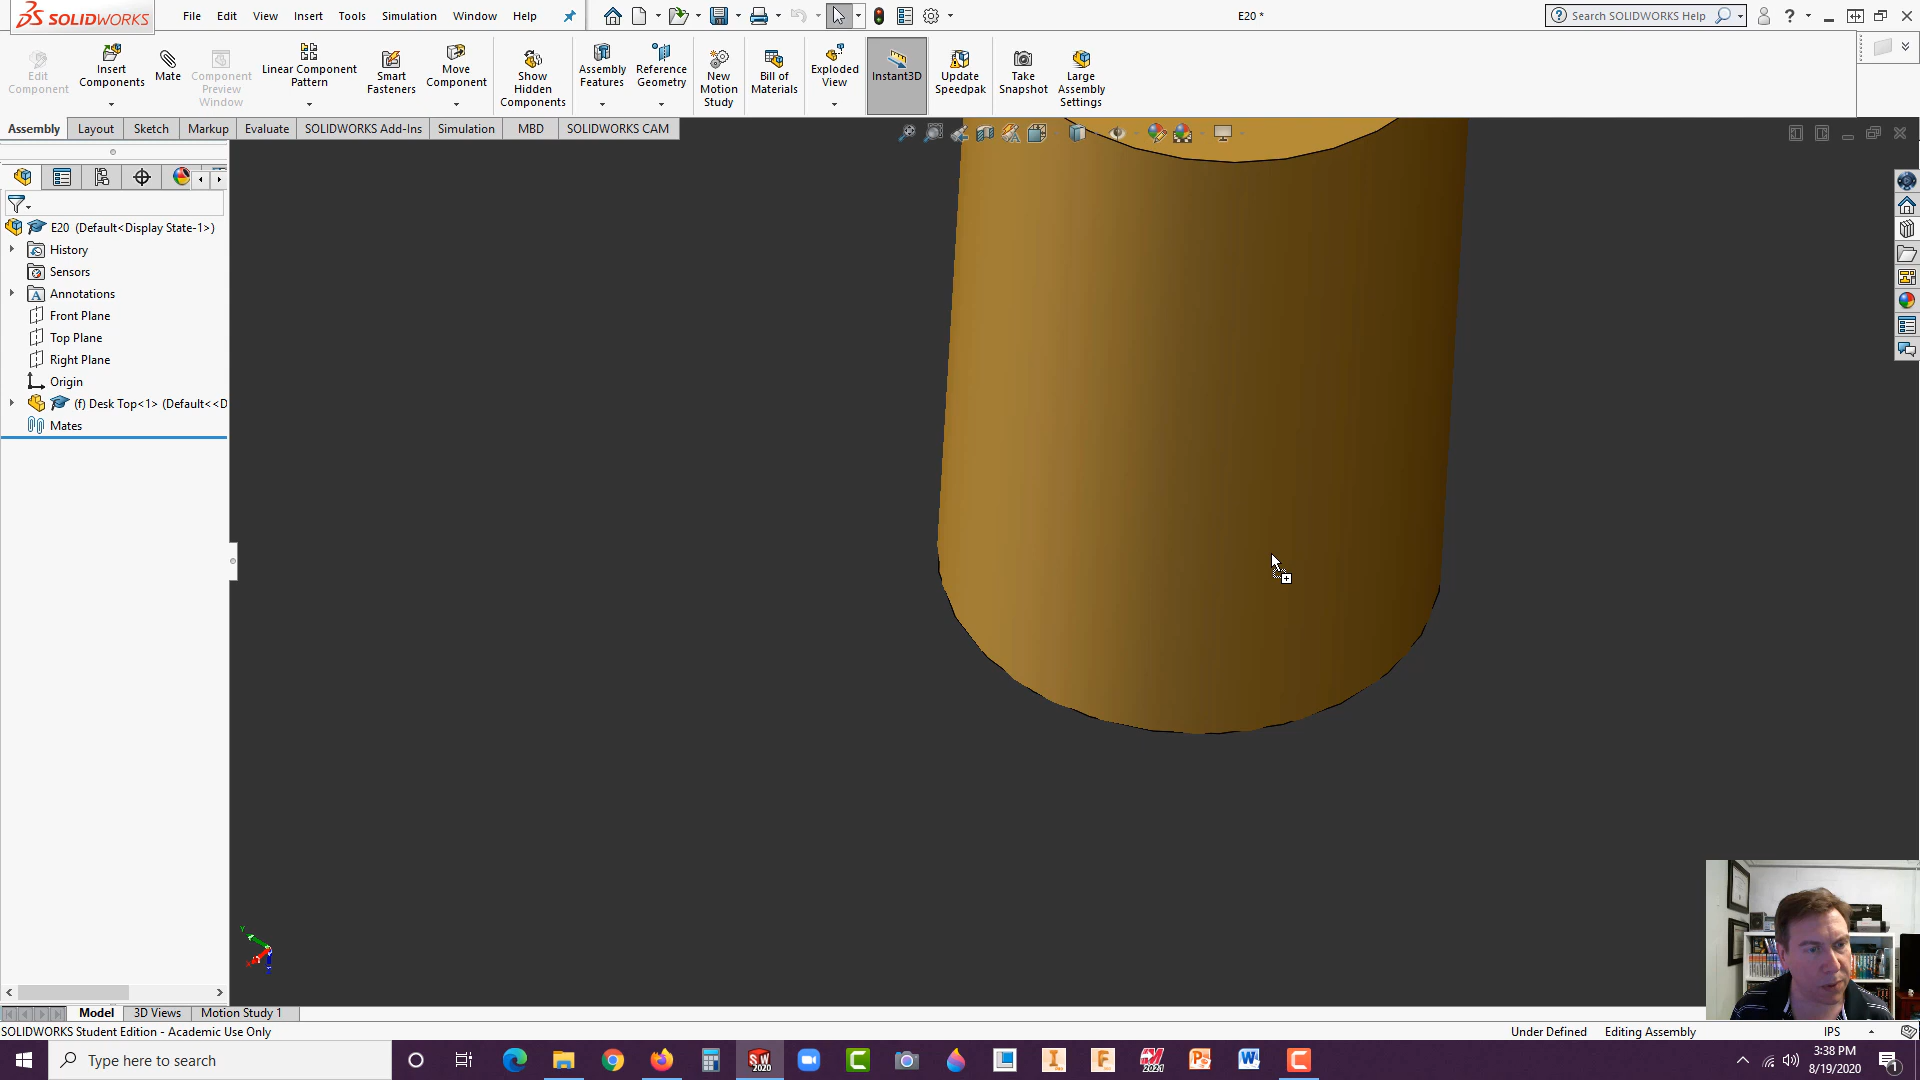 SOLIDWORKS
File Edit View Insert Tools Simulation Window Help
E20 *
Search SOLIDWORKS Help
Edit Component
Insert Components
Mate
Component Preview Window
Linear Component Pattern
Smart Fasteners
Move Component
Show Hidden Components
Assembly Features
Reference Geometry
New Motion Study
Bill of Materials
Exploded View
Instant3D
Update Speedpak
Take Snapshot
Large Assembly Settings
Assembly Layout Sketch Markup Evaluate SOLIDWORKS Add-Ins Simulation MBD SOLIDWORKS CAM
E20 (Default<Display State-1>)
History
Sensors
Annotations
Front Plane
Top Plane
Right Plane
Origin
(f) Desk Top<1> (Default<<D
Mates
Model 3D Views Motion Study 1
SOLIDWORKS Student Edition - Academic Use Only
Under Defined Editing Assembly IPS
Type here to search
3:38 PM
8/19/2020